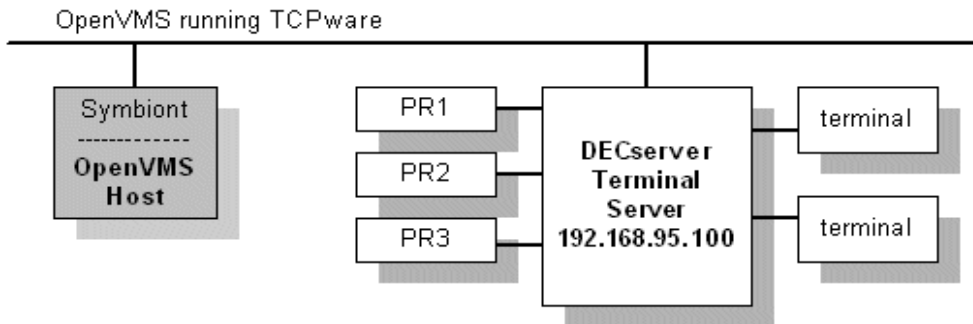 OpenVMS running TCPware
Symbiont
------------
OpenVMS
Host
PR1
PR2
PR3
DECserver
Terminal
Server
192.168.95.100
terminal
terminal